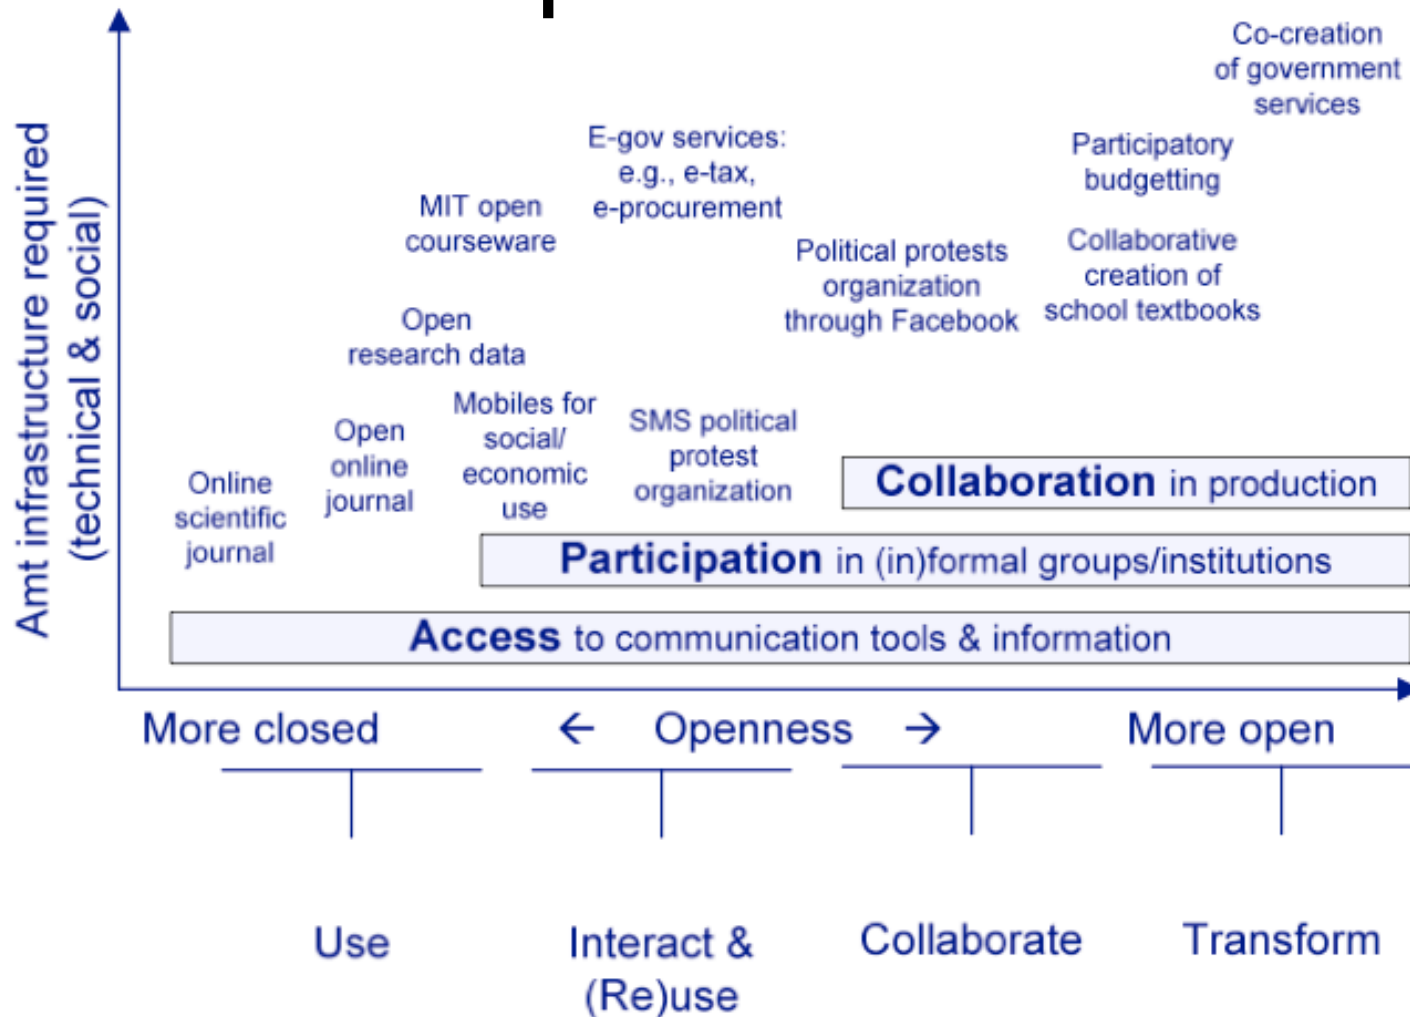 Co-creation
of government
services
E-gov services:
e.g., e-tax,
e-procurement
Participatory
budgetting
MIT open
courseware
Political protests
organization
through Facebook
Collaborative
creation of
school textbooks
Open
research data
Mobiles for
social/
economic
use
SMS political
protest
organization
Open
online
journal
Online
scientific
journal
Amt infrastructure required
(technical & social)
Collaboration in production
Participation in (in)formal groups/institutions
Access to communication tools & information
More closed ← Openness → More open
Use
Interact &
(Re)use
Collaborate
Transform